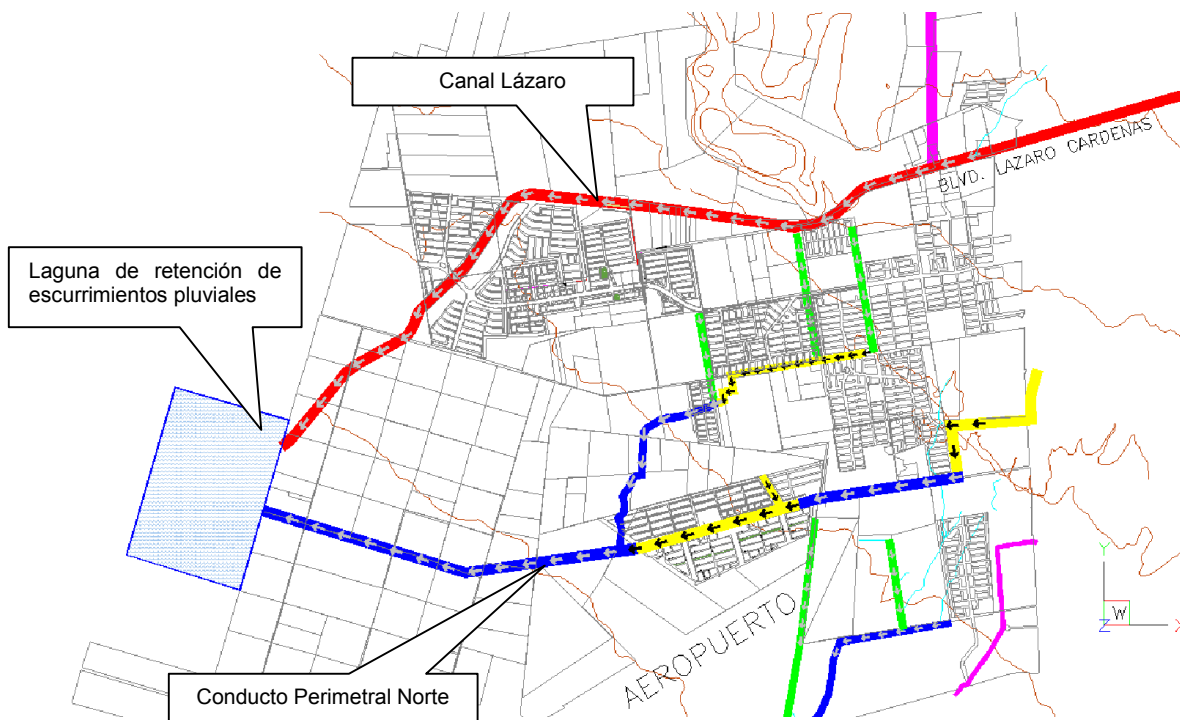 Canal Lázaro
BLVD. LAZARO CARDENAS
Laguna de retención de
escurrimientos pluviales
AEROPUERTO
Conducto Perimetral Norte
Y
W
Z
X